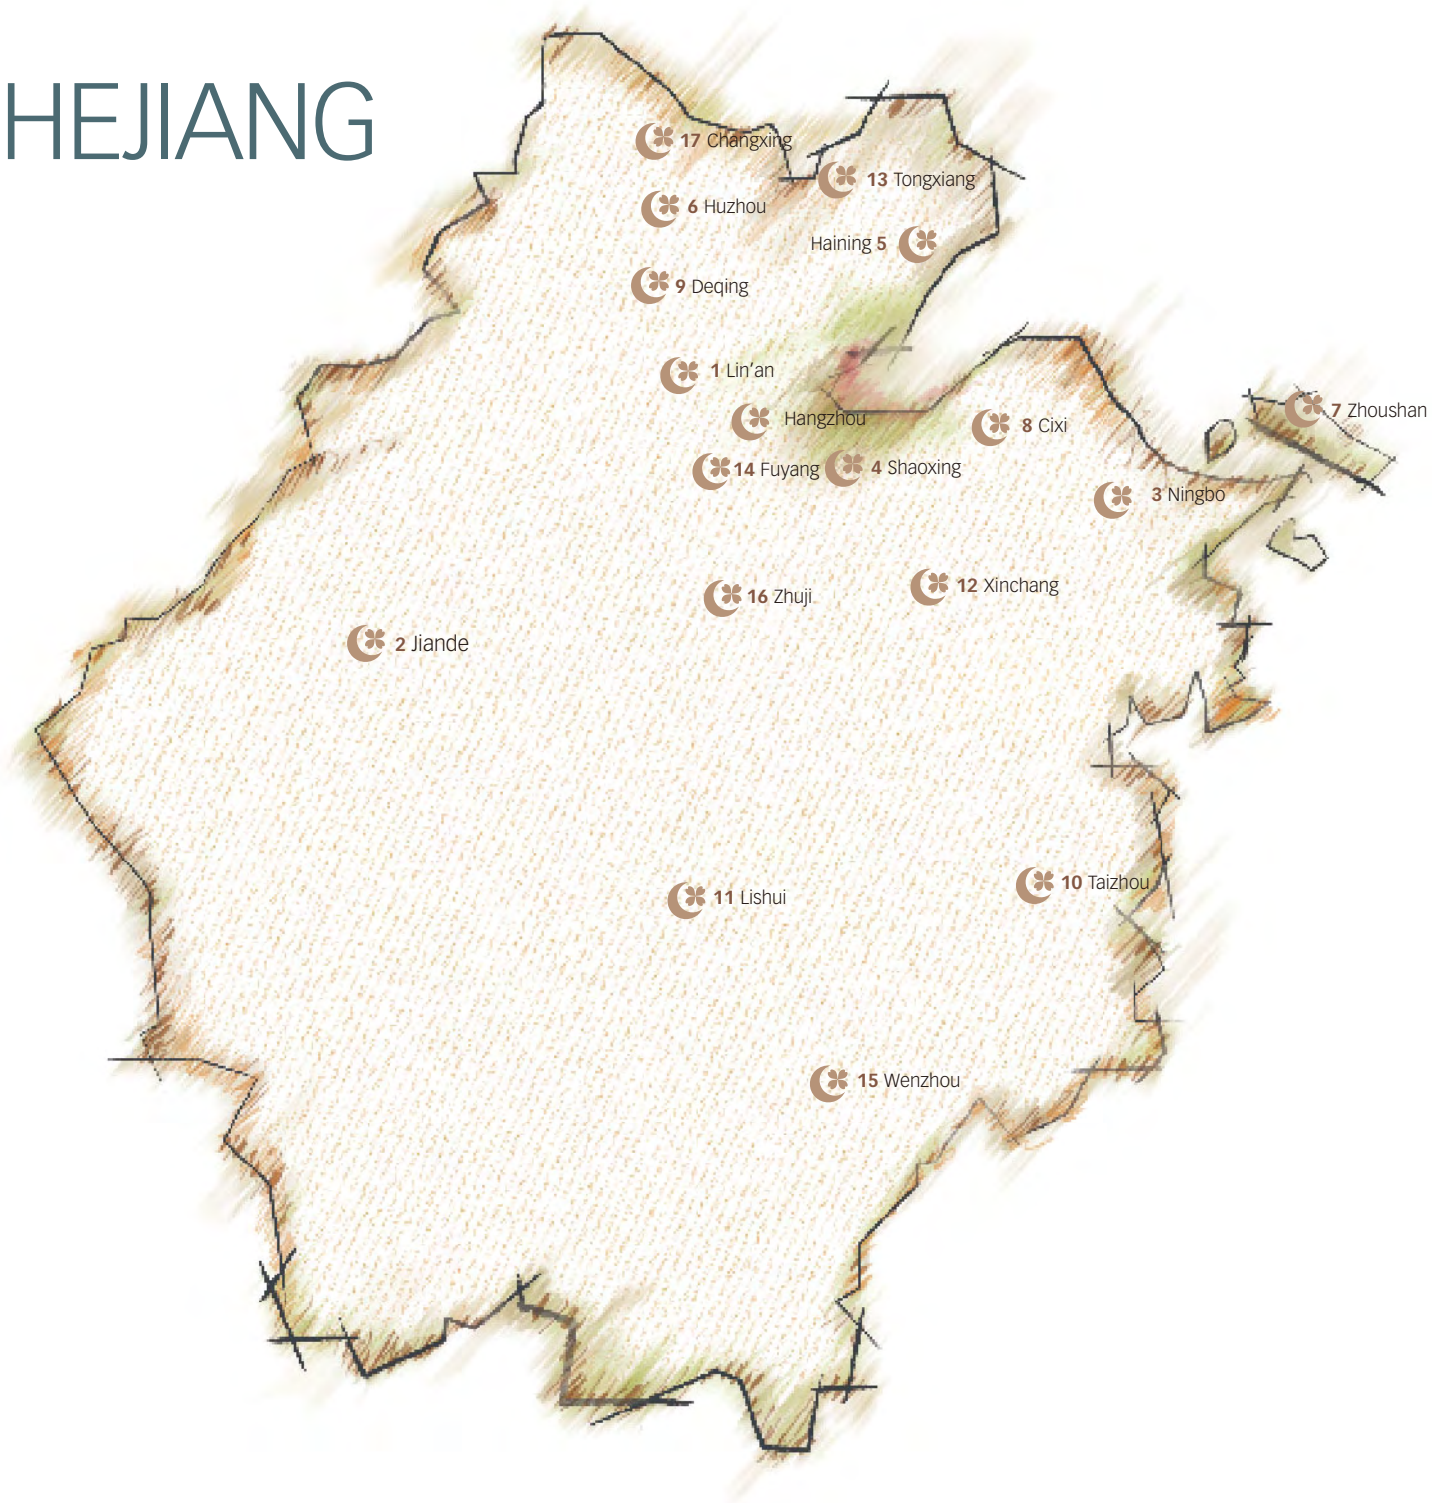 HEJIANG
17 Changxing
13 Tongxiang
6 Huzhou
Haining 5
9 Deqing
1 Lin'an
7 Zhoushan
Hangzhou
8 Cixi
14 Fuyang
4 Shaoxing
3 Ningbo
12 Xinchang
16 Zhuji
2 Jiande
10 Taizhou
11 Lishui
15 Wenzhou